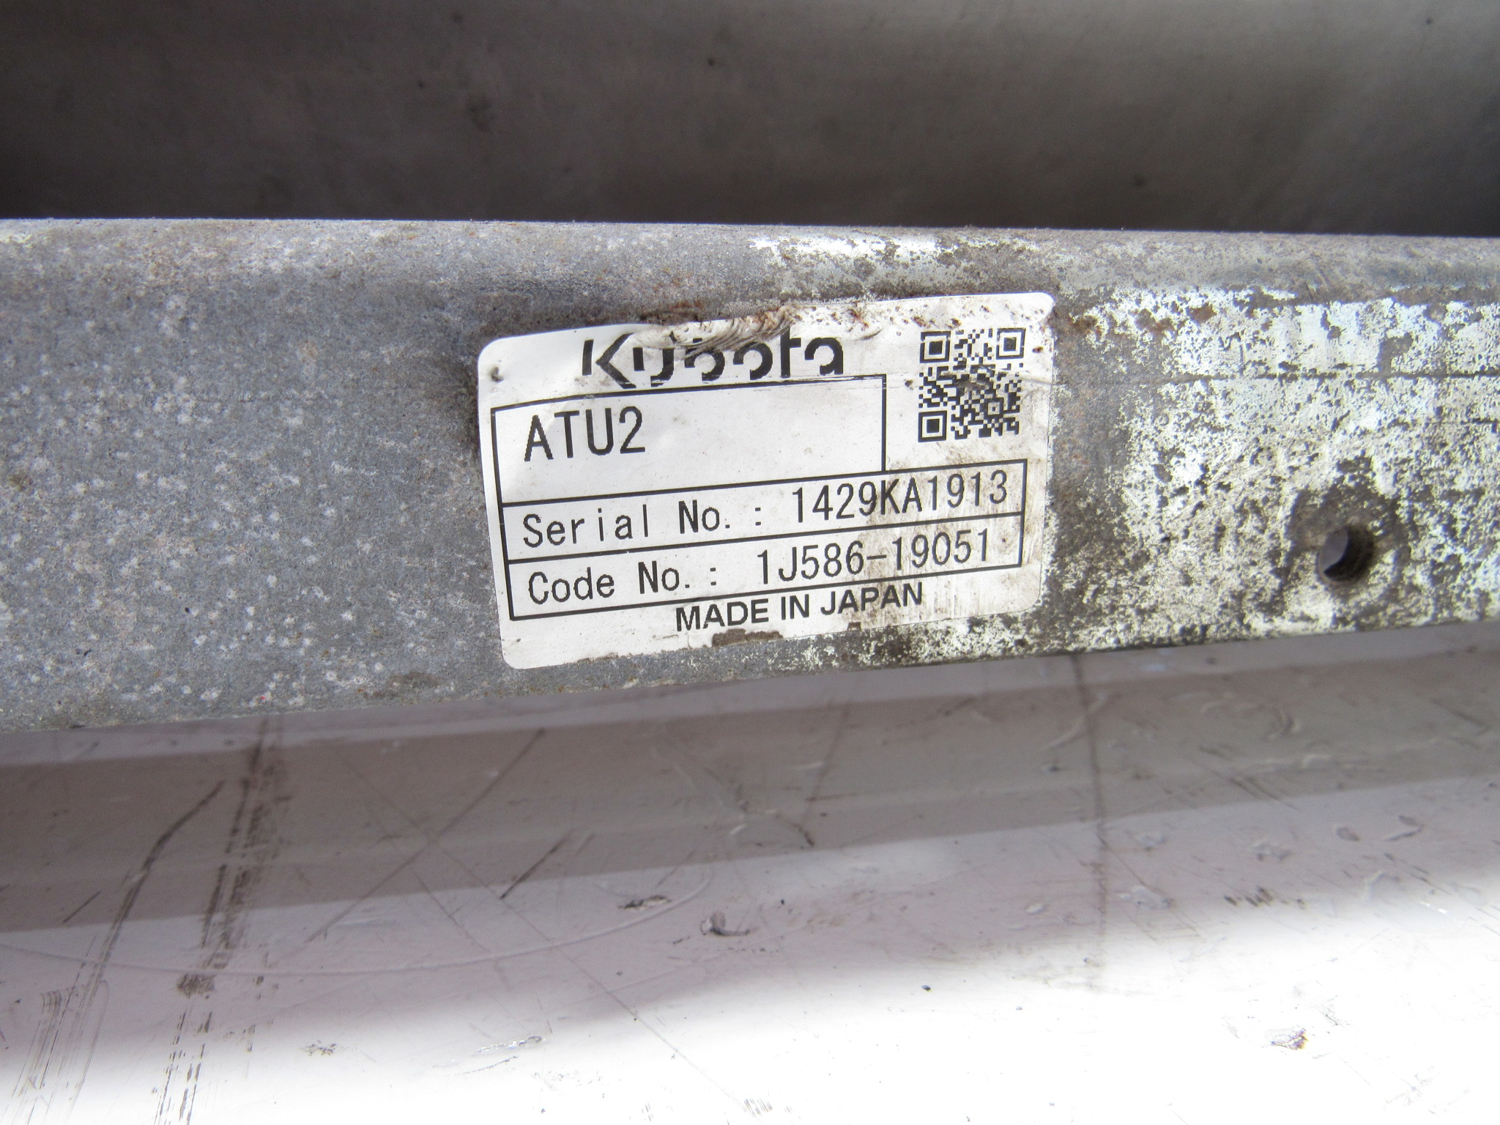 Kubota
ATU2
Serial No. : 1429KA1913
Code No. : 1J586-19051
MADE IN JAPAN